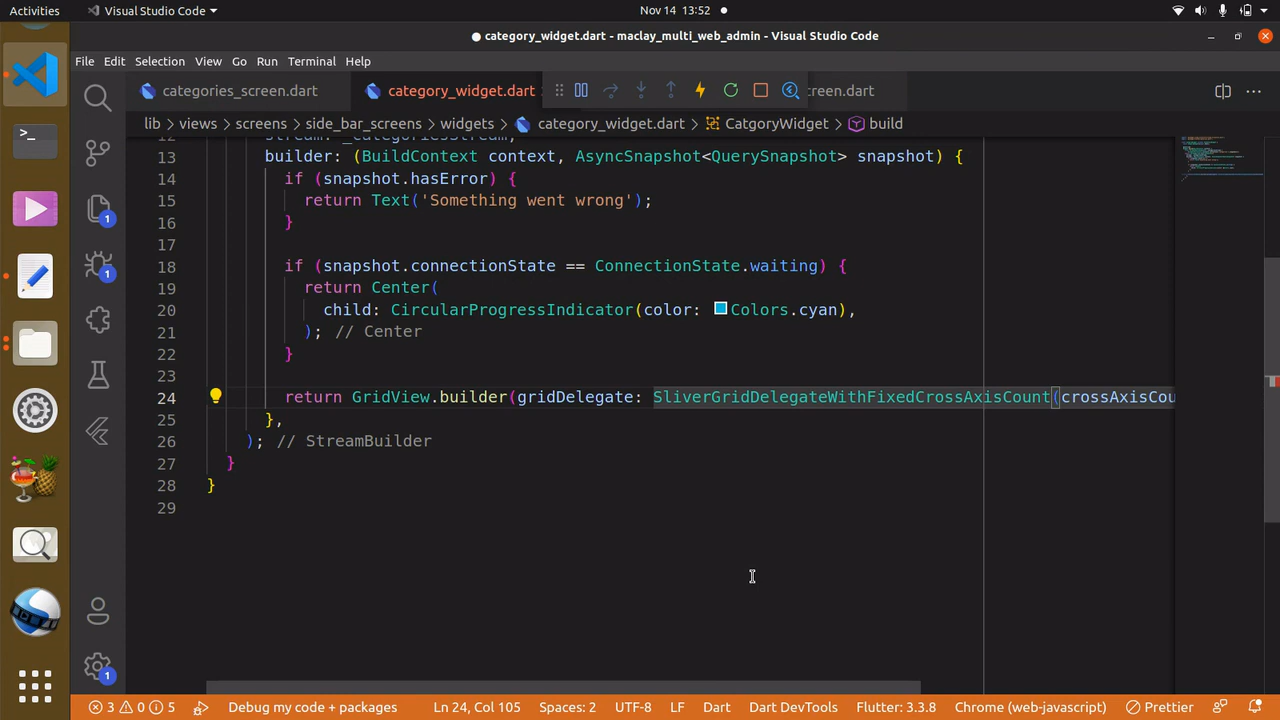 Activities
Visual Studio Code
Nov 14 13:52
● category_widget.dart - maclay_multi_web_admin - Visual Studio Code
File Edit Selection View Go Run Terminal Help
categories_screen.dart
category_widget.dart
creen.dart
lib > views > screens > side_bar_screens > widgets > category_widget.dart > CatgoryWidget > build
12
13 builder: (BuildContext context, AsyncSnapshot<QuerySnapshot> snapshot) {
14 if (snapshot.hasError) {
15 return Text('Something went wrong');
16 }
17
18 if (snapshot.connectionState == ConnectionState.waiting) {
19 return Center(
20 child: CircularProgressIndicator(color: Colors.cyan),
21 ); // Center
22 }
23
24 return GridView.builder(gridDelegate: SliverGridDelegateWithFixedCrossAxisCount(crossAxisCou
25 },
26 ); // StreamBuilder
27 }
28 }
29
1
1
1
3 0 5
Debug my code + packages
Ln 24, Col 105
Spaces: 2
UTF-8
LF
Dart
Dart DevTools
Flutter: 3.3.8
Chrome (web-javascript)
Prettier